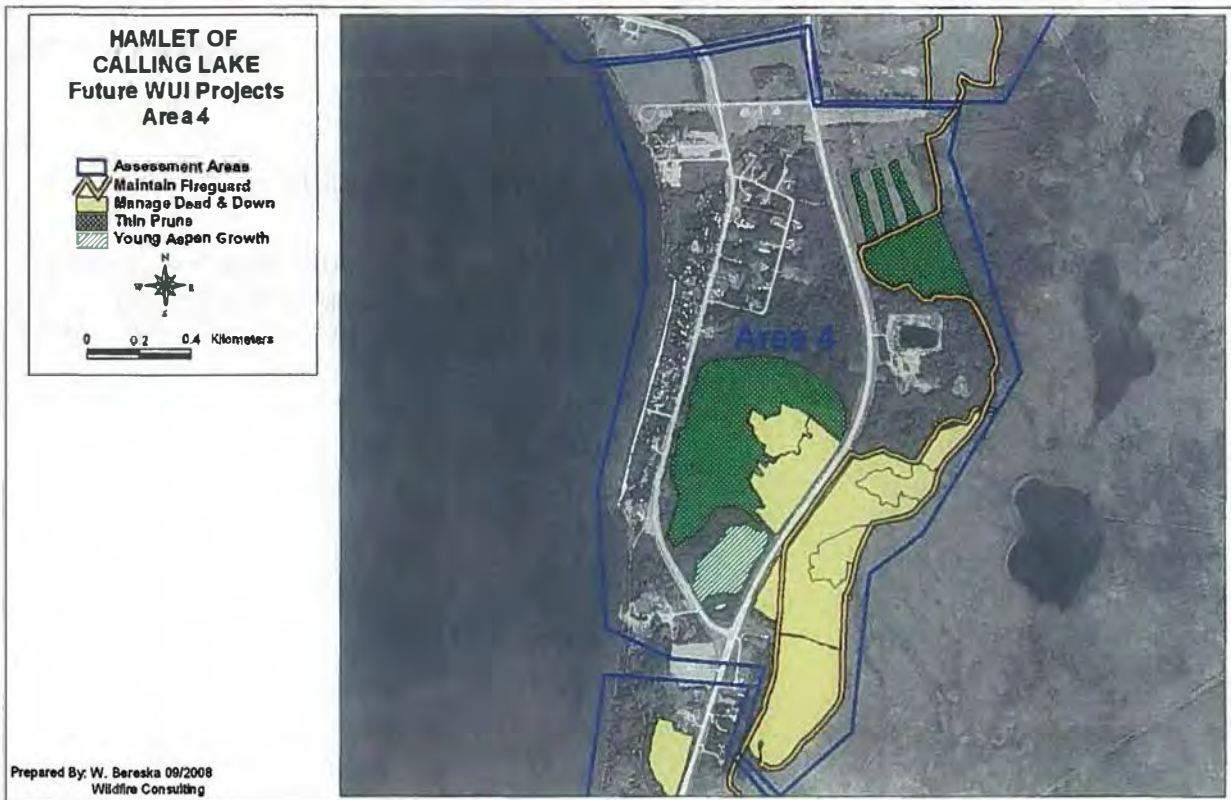 HAMLET OF
CALLING LAKE
Future WUI Projects
Area 4
Assessment Areas
Maintain Fireguard
Manage Dead & Down
Thin Prune
Young Aspen Growth
N
W E
S
0 0.2 0.4 Kilometers
Area 4
Prepared By: W. Bereska 09/2008
Wildfire Consulting